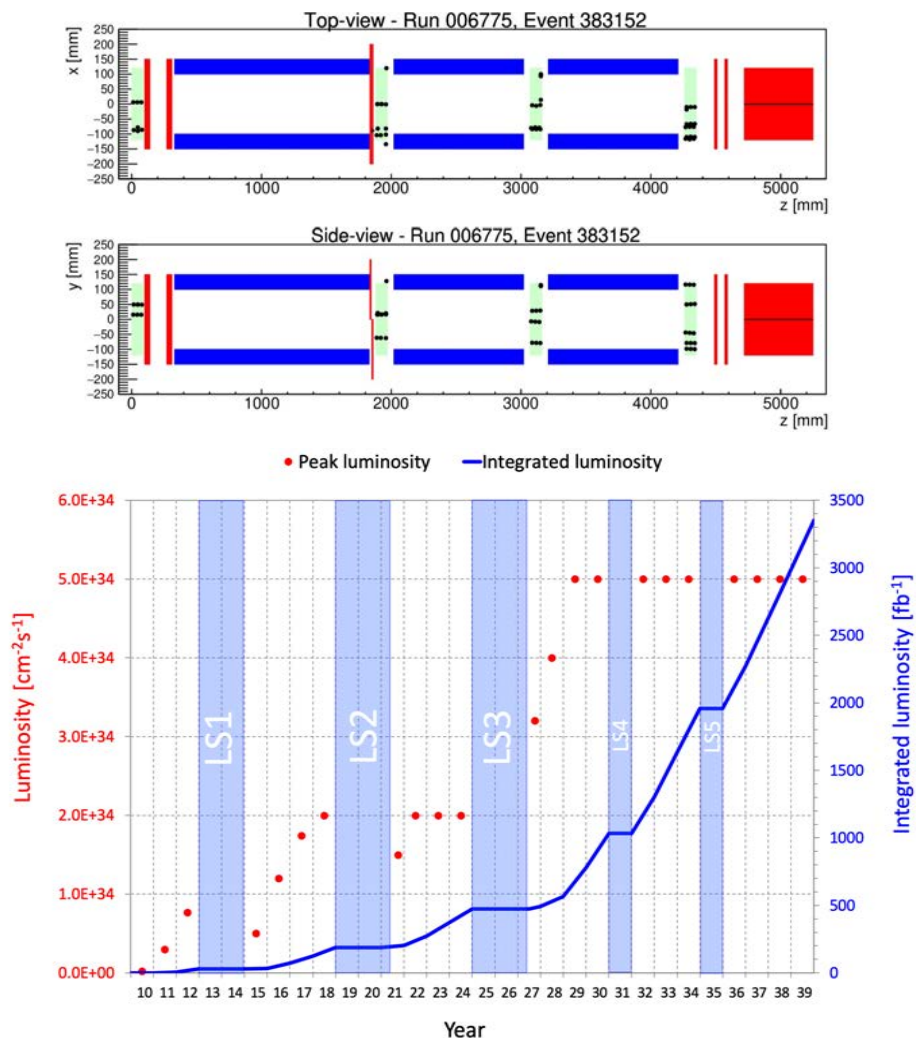 Top-view - Run 006775, Event 383152
x [mm]
250
200
150
100
50
0
−50
−100
−150
−200
−250
0 1000 2000 3000 4000 5000
z [mm]
Side-view - Run 006775, Event 383152
y [mm]
250
200
150
100
50
0
−50
−100
−150
−200
−250
0 1000 2000 3000 4000 5000
z [mm]
Peak luminosity Integrated luminosity
Luminosity [cm⁻²s⁻¹]
6.0E+34
5.0E+34
4.0E+34
3.0E+34
2.0E+34
1.0E+34
0.0E+00
LS1
LS2
LS3
LS4
LS5
3500
3000
2500
2000
1500
1000
500
0
Integrated luminosity [fb⁻¹]
10 11 12 13 14 15 16 17 18 19 20 21 22 23 24 25 26 27 28 29 30 31 32 33 34 35 36 37 38 39
Year